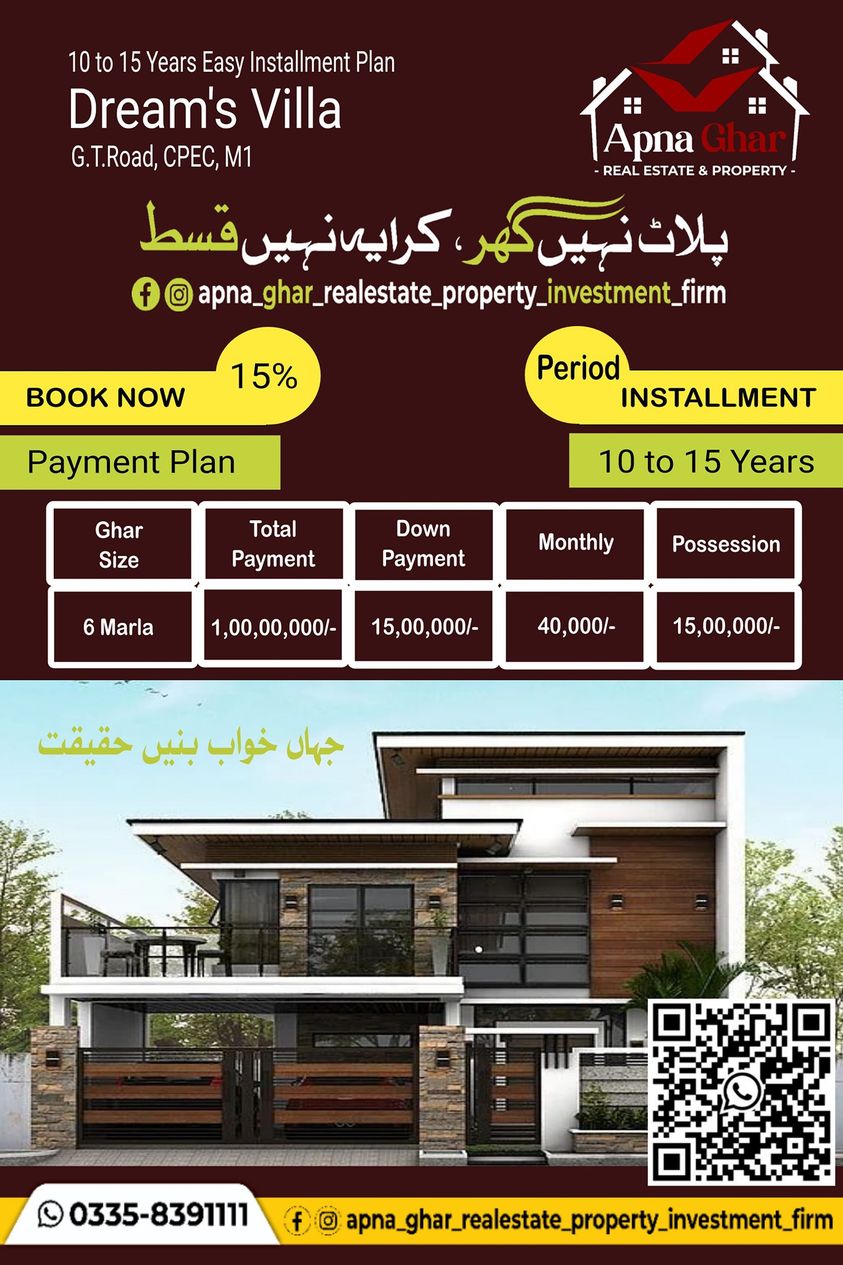 10 to 15 Years Easy Installment Plan
Dream's Villa
G.T.Road, CPEC, M1
Apna Ghar
- REAL ESTATE & PROPERTY -
پلاٹ نہیں گھر، کرایہ نہیں قسط
apna_ghar_realestate_property_investment_firm
BOOK NOW 15%
Period INSTALLMENT
Payment Plan
10 to 15 Years
Ghar Size Total Payment Down Payment Monthly Possession
6 Marla 1,00,00,000/- 15,00,000/- 40,000/- 15,00,000/-
جہاں خواب بنیں حقیقت
0335-8391111
apna_ghar_realestate_property_investment_firm